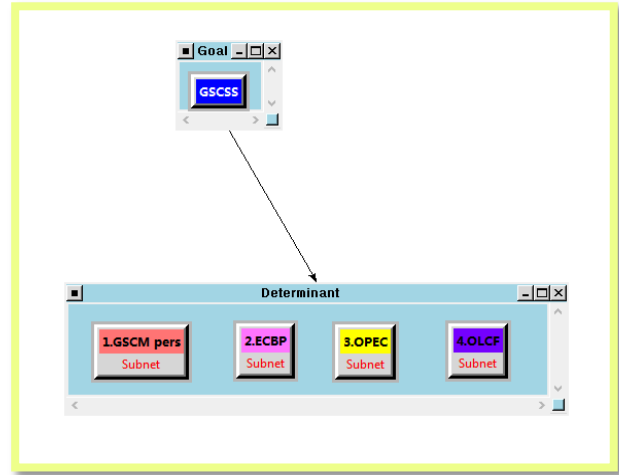 Goal
GSCSS
Determinant
1.GSCM pers
Subnet
2.ECBP
Subnet
3.OPEC
Subnet
4.OLCF
Subnet